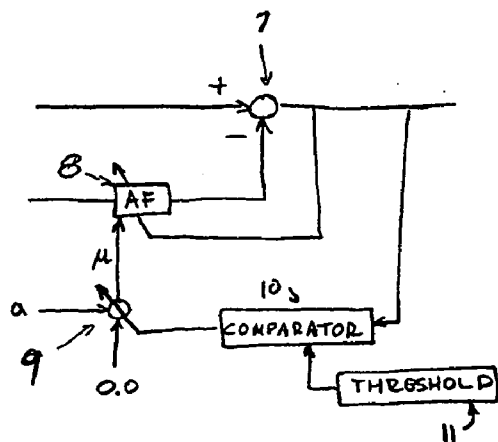 7
+
−
8
AF
μ
a
9
0.0
10
COMPARATOR
THRESHOLD
11